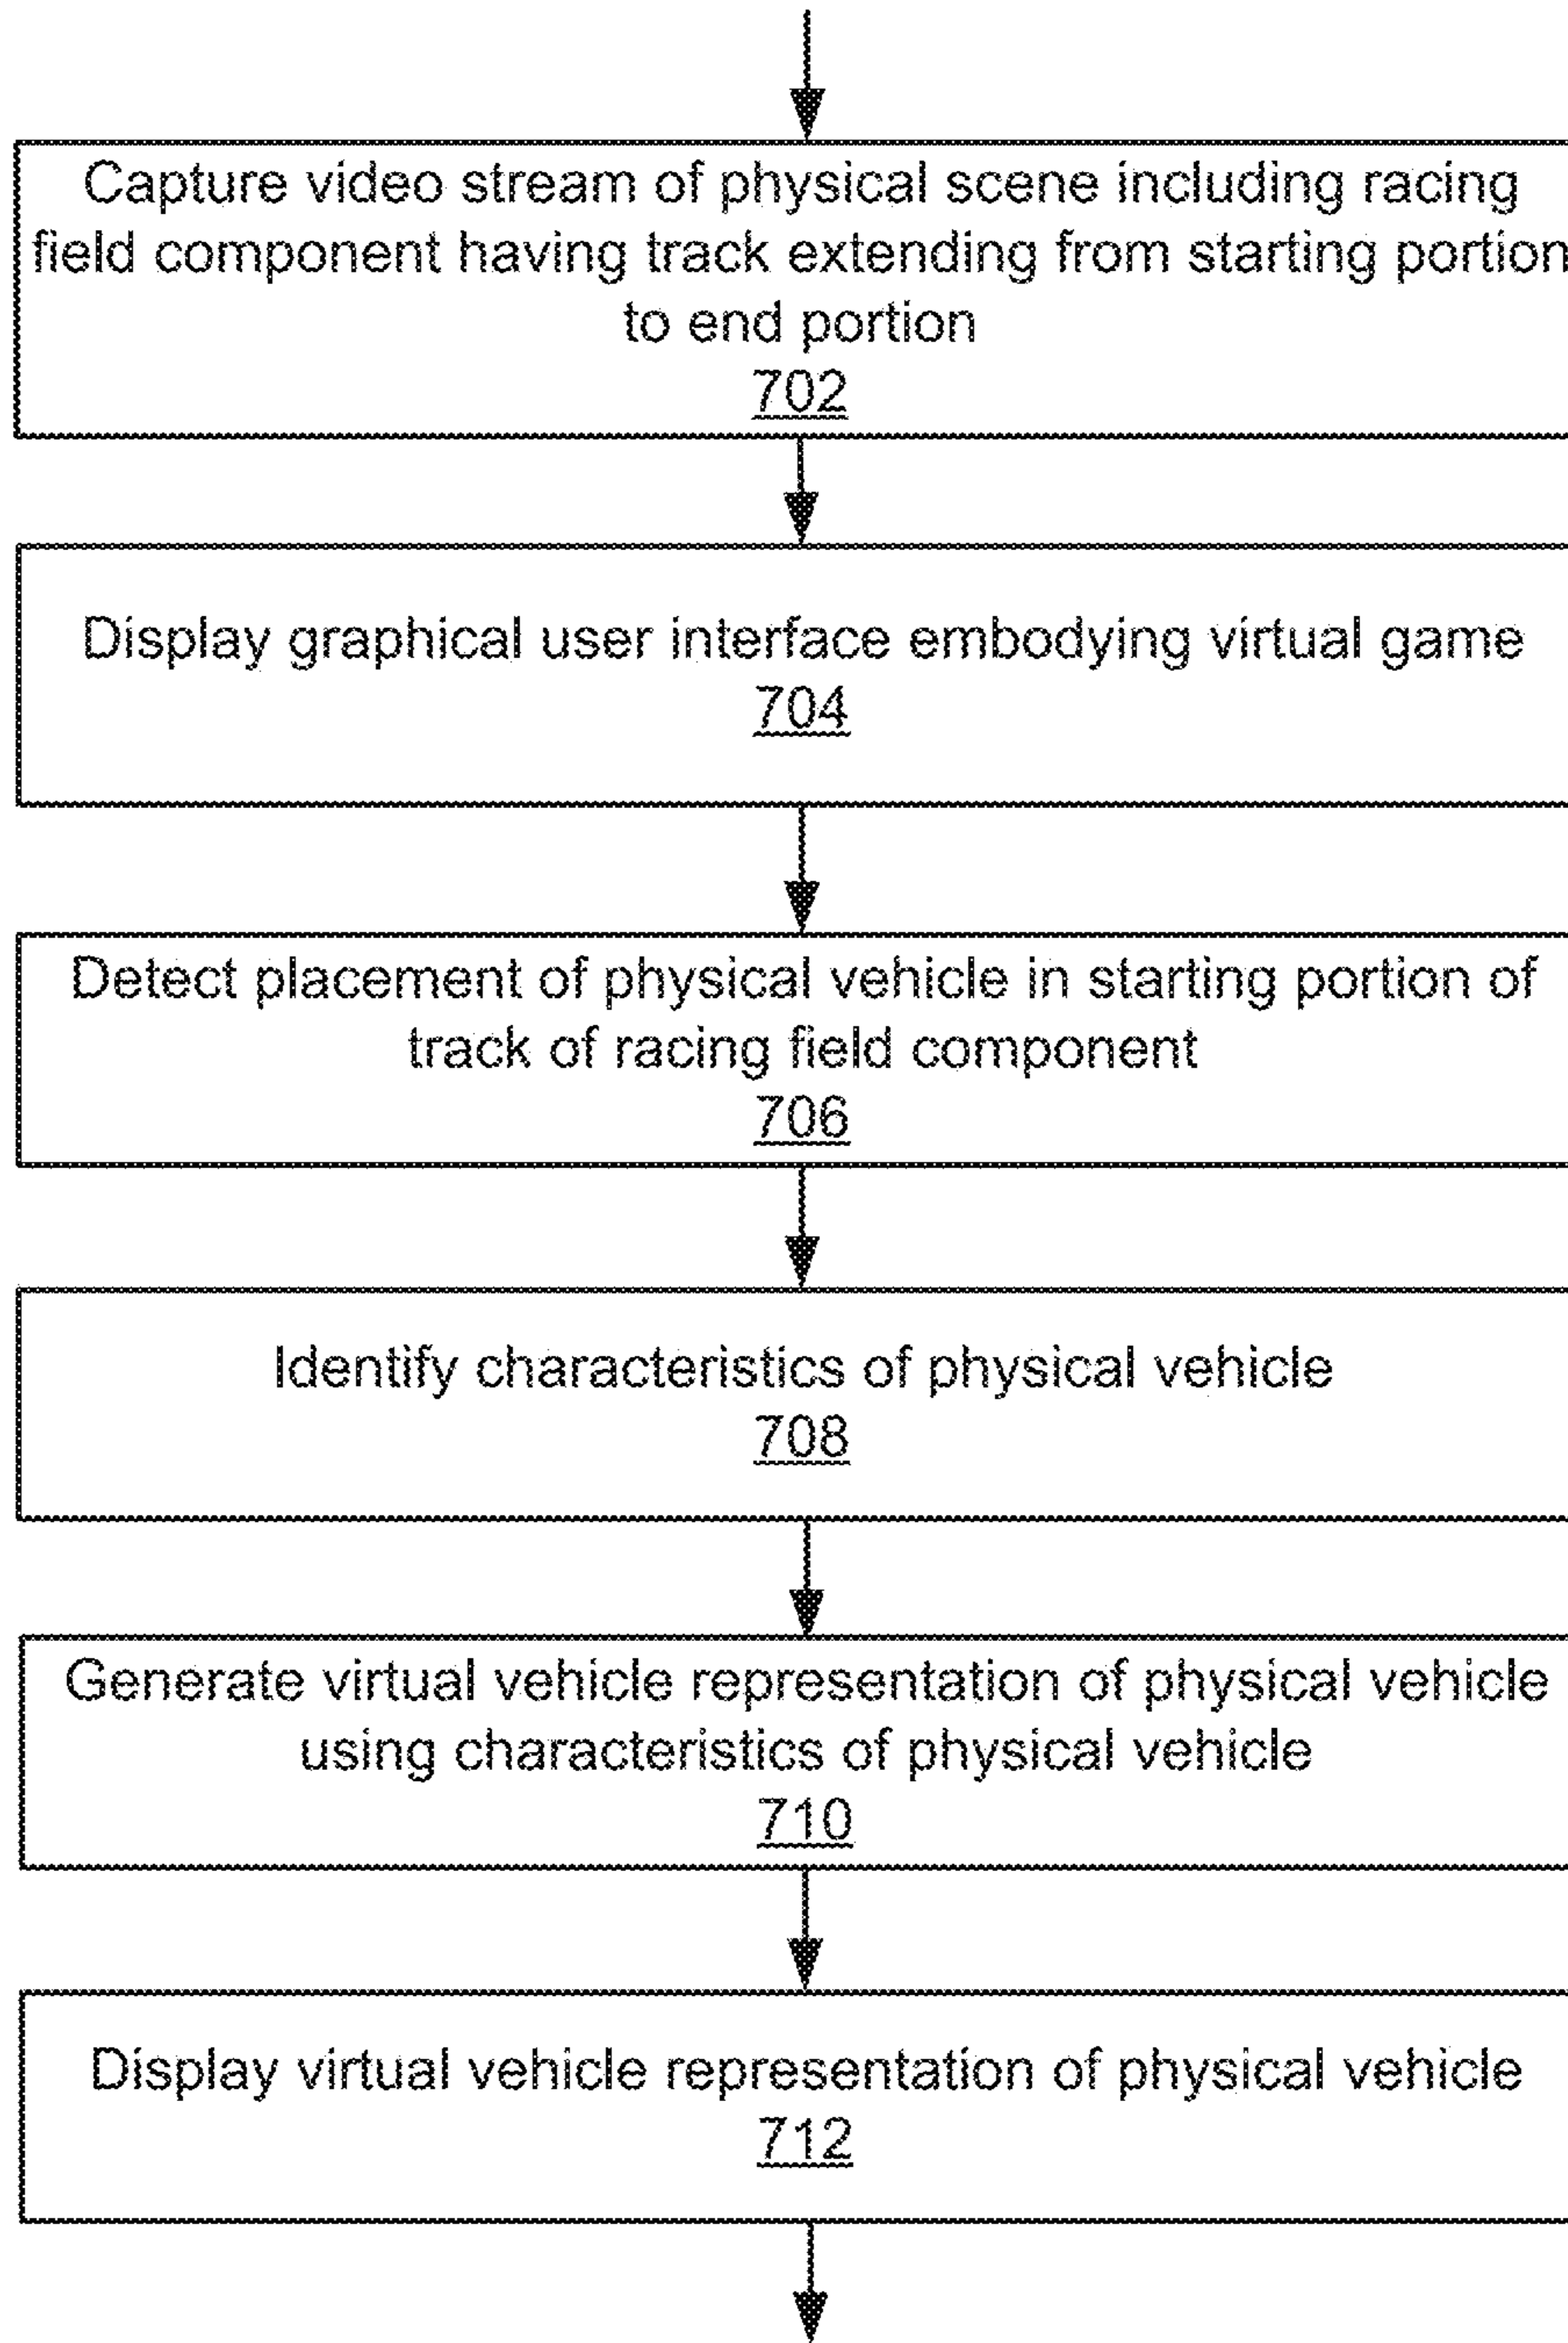 Capture video stream of physical scene including racing
field component having track extending from starting portion
to end portion
702
Display graphical user interface embodying virtual game
704
Detect placement of physical vehicle in starting portion of
track of racing field component
706
Identify characteristics of physical vehicle
708
Generate virtual vehicle representation of physical vehicle
using characteristics of physical vehicle
710
Display virtual vehicle representation of physical vehicle
712